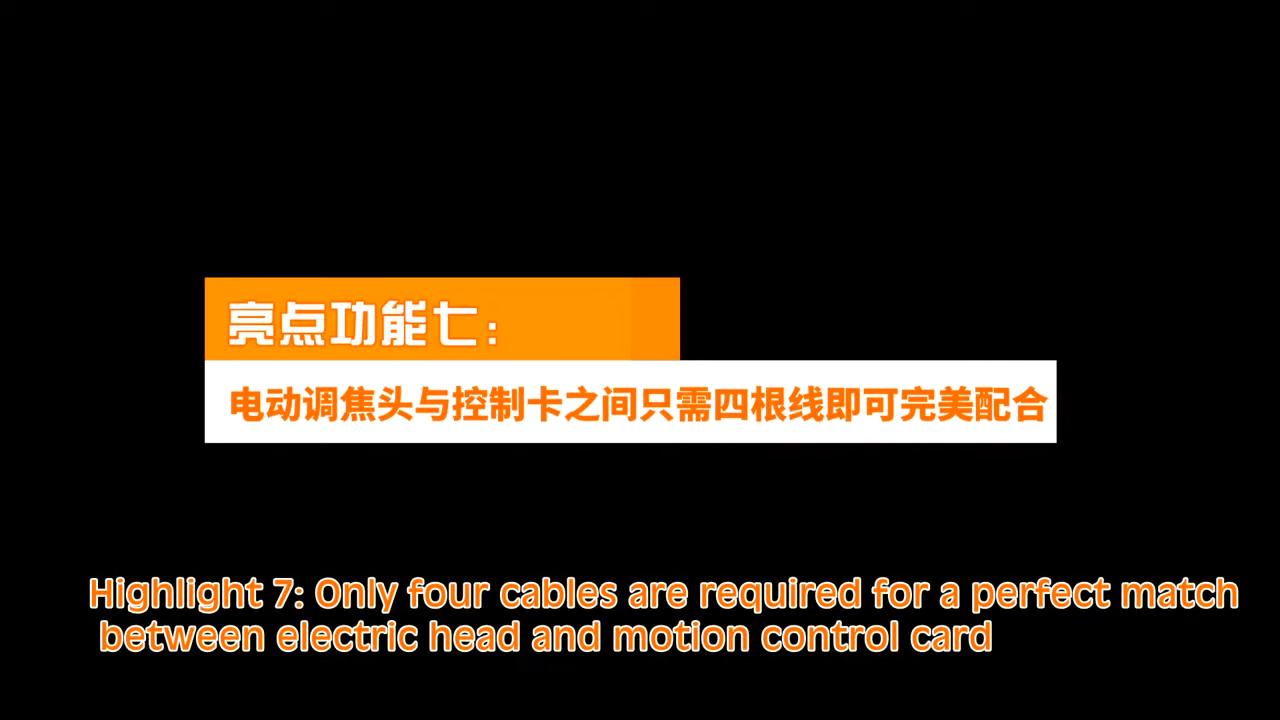 亮点功能七：
电动调焦头与控制卡之间只需四根线即可完美配合
Highlight 7: Only four cables are required for a perfect match
between electric head and motion control card